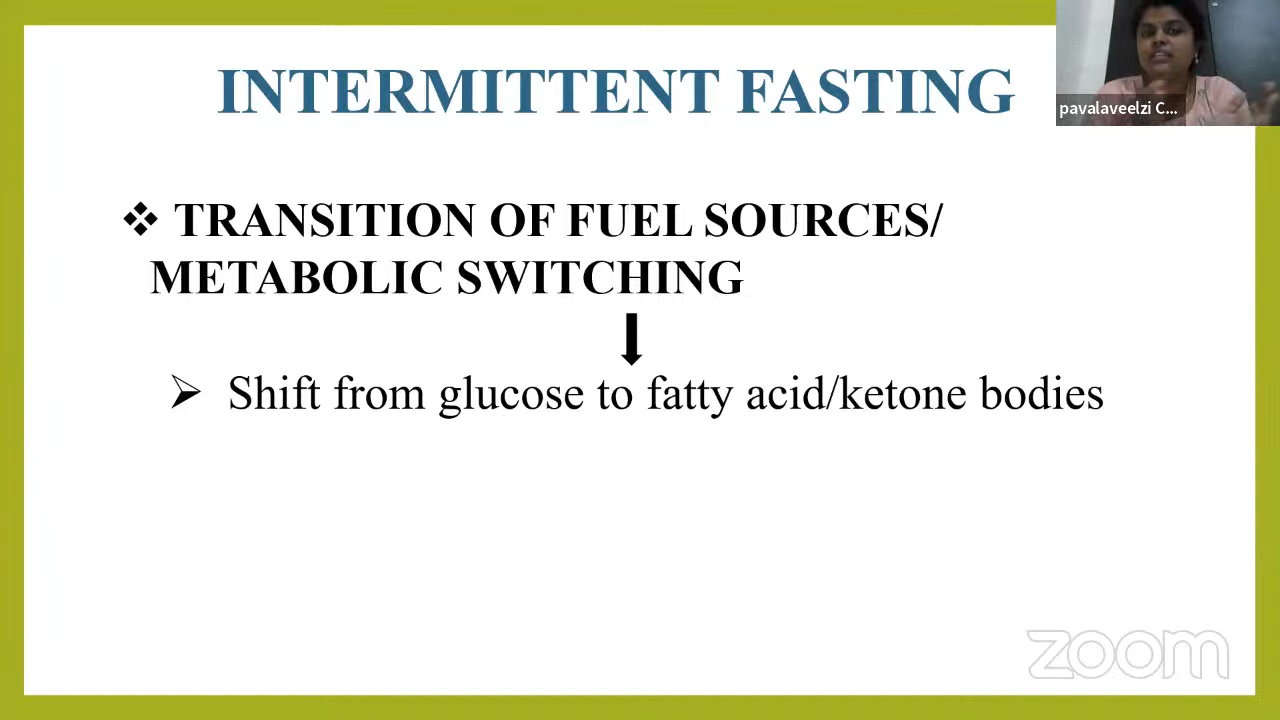 INTERMITTENT FASTING
pavalaveelzi C...
❖ TRANSITION OF FUEL SOURCES/
METABOLIC SWITCHING
➢ Shift from glucose to fatty acid/ketone bodies
zoom